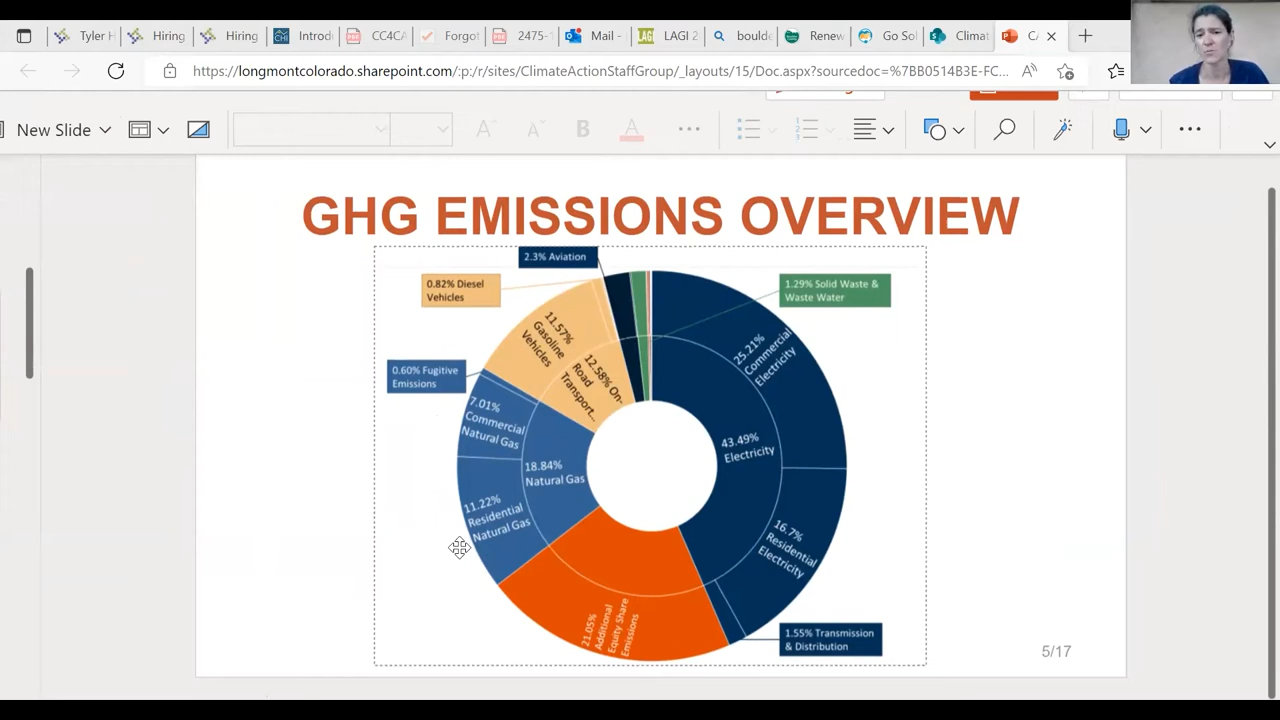 Tyler H
Hiring
Hiring
CHI
Introd
CC4CA
Forgot
2475-
Mail -
LAGI
LAGI 2
boulde
Renew
Go Sol
Climat
CA
https://longmontcolorado.sharepoint.com/:p:/r/sites/ClimateActionStaffGroup/_layouts/15/Doc.aspx?sourcedoc=%7BB0514B3E-FC...
New Slide
GHG EMISSIONS OVERVIEW
2.3% Aviation
0.82% Diesel
Vehicles
1.29% Solid Waste &
Waste Water
11.57%
Gasoline
Vehicles
12.58% On-
Road
Transport...
25.21%
Commercial
Electricity
0.60% Fugitive
Emissions
7.01%
Commercial
Natural Gas
43.49%
Electricity
18.84%
Natural Gas
11.22%
Residential
Natural Gas
16.7%
Residential
Electricity
21.05%
Additional
Equity Share
Emissions
1.55% Transmission
& Distribution
5/17